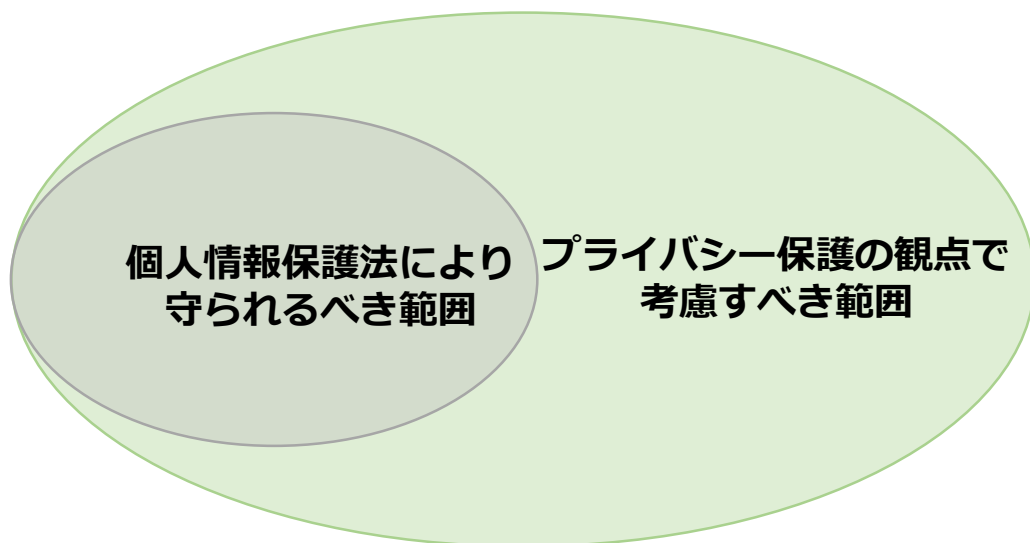 個人情報保護法により
守られるべき範囲
プライバシー保護の観点で
考慮すべき範囲